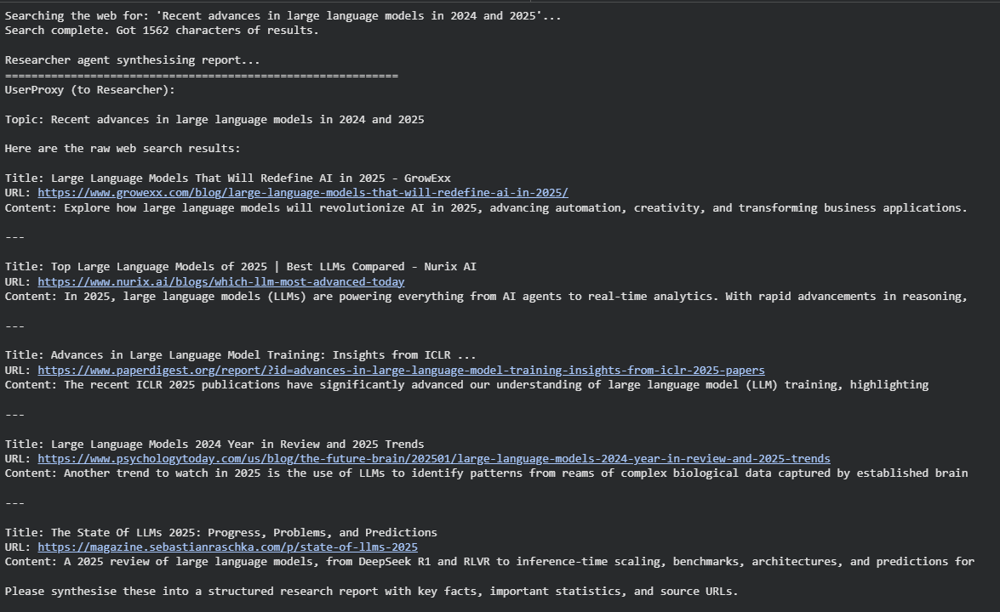 Searching the web for: 'Recent advances in large language models in 2024 and 2025'...
Search complete. Got 1562 characters of results.
Researcher agent synthesising report...
============================================================
UserProxy (to Researcher):
Topic: Recent advances in large language models in 2024 and 2025
Here are the raw web search results:
Title: Large Language Models That Will Redefine AI in 2025 - GrowExx
URL: https://www.growexx.com/blog/large-language-models-that-will-redefine-ai-in-2025/
Content: Explore how large language models will revolutionize AI in 2025, advancing automation, creativity, and transforming business applications.
---
Title: Top Large Language Models of 2025 | Best LLMs Compared - Nurix AI
URL: https://www.nurix.ai/blogs/which-llm-most-advanced-today
Content: In 2025, large language models (LLMs) are powering everything from AI agents to real-time analytics. With rapid advancements in reasoning,
---
Title: Advances in Large Language Model Training: Insights from ICLR ...
URL: https://www.paperdigest.org/report/?id=advances-in-large-language-model-training-insights-from-iclr-2025-papers
Content: The recent ICLR 2025 publications have significantly advanced our understanding of large language model (LLM) training, highlighting
---
Title: Large Language Models 2024 Year in Review and 2025 Trends
URL: https://www.psychologytoday.com/us/blog/the-future-brain/202501/large-language-models-2024-year-in-review-and-2025-trends
Content: Another trend to watch in 2025 is the use of LLMs to identify patterns from reams of complex biological data captured by established brain
---
Title: The State Of LLMs 2025: Progress, Problems, and Predictions
URL: https://magazine.sebastianraschka.com/p/state-of-llms-2025
Content: A 2025 review of large language models, from DeepSeek R1 and RLVR to inference-time scaling, benchmarks, architectures, and predictions for
Please synthesise these into a structured research report with key facts, important statistics, and source URLs.